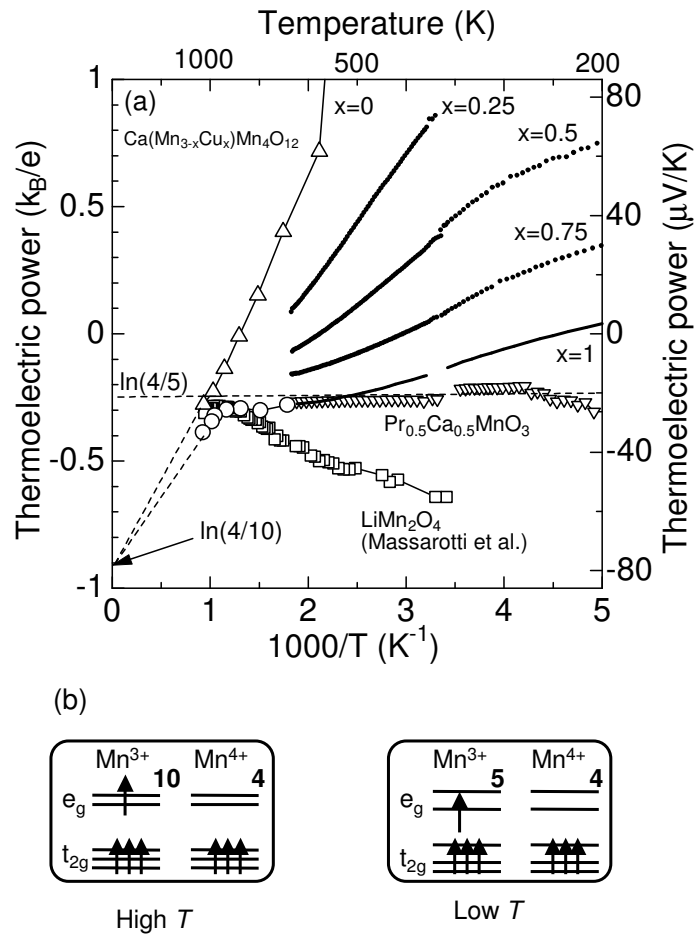 Temperature (K)
1000 500 200
(a) x=0 x=0.25
Ca(Mn3-xCux)Mn4O12
x=0.5
x=0.75
x=1
1
0.5
0
-0.5
-1
Thermoelectric power (kB/e)
80
40
0
-40
-80
Thermoelectric power (μV/K)
ln(4/5)
Pr0.5Ca0.5MnO3
ln(4/10)
LiMn2O4
(Massarotti et al.)
0 1 2 3 4 5
1000/T (K-1)
(b)
Mn3+ 10 Mn4+ 4
eg
t2g
High T
Mn3+ 5 Mn4+ 4
eg
t2g
Low T